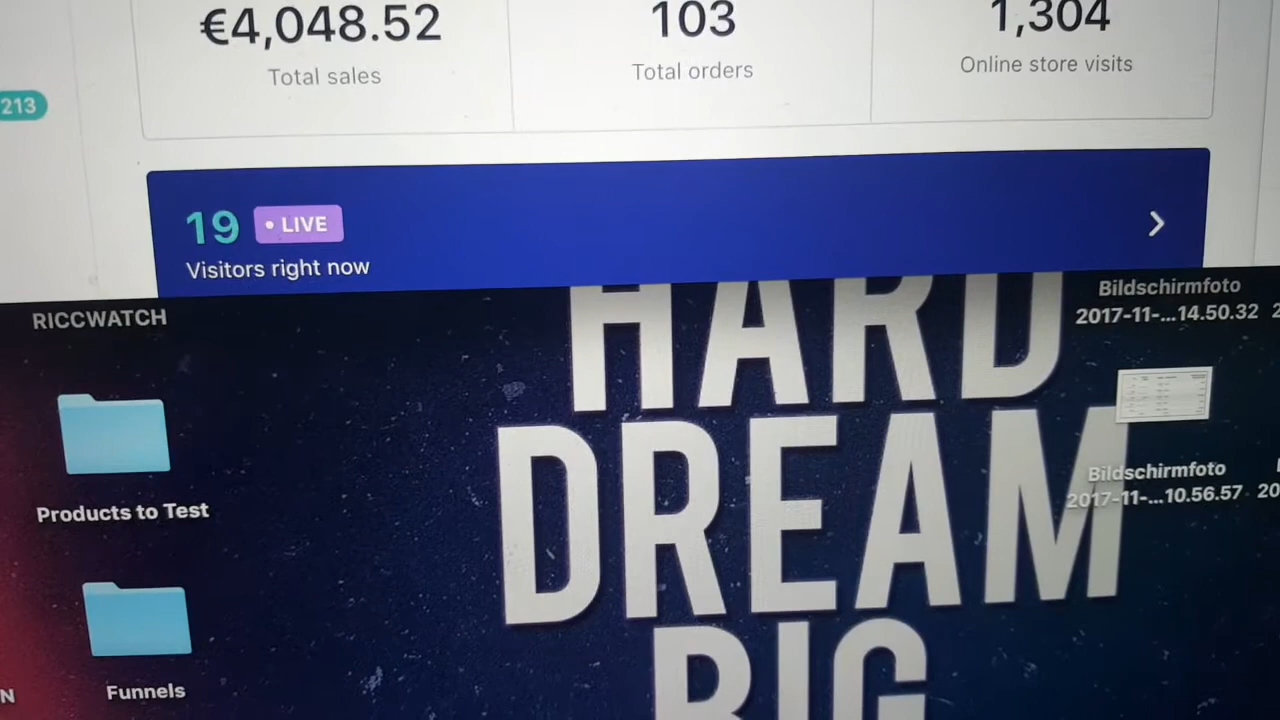 €4,048.52
Total sales
103
Total orders
1,304
Online store visits
213
19
• LIVE
Visitors right now
RICCWATCH
Products to Test
Funnels
N
HARD
DREAM
BIG
Bildschirmfoto
2017-11-...14.50.32
Bildschirmfoto
2017-11-...10.56.57
20